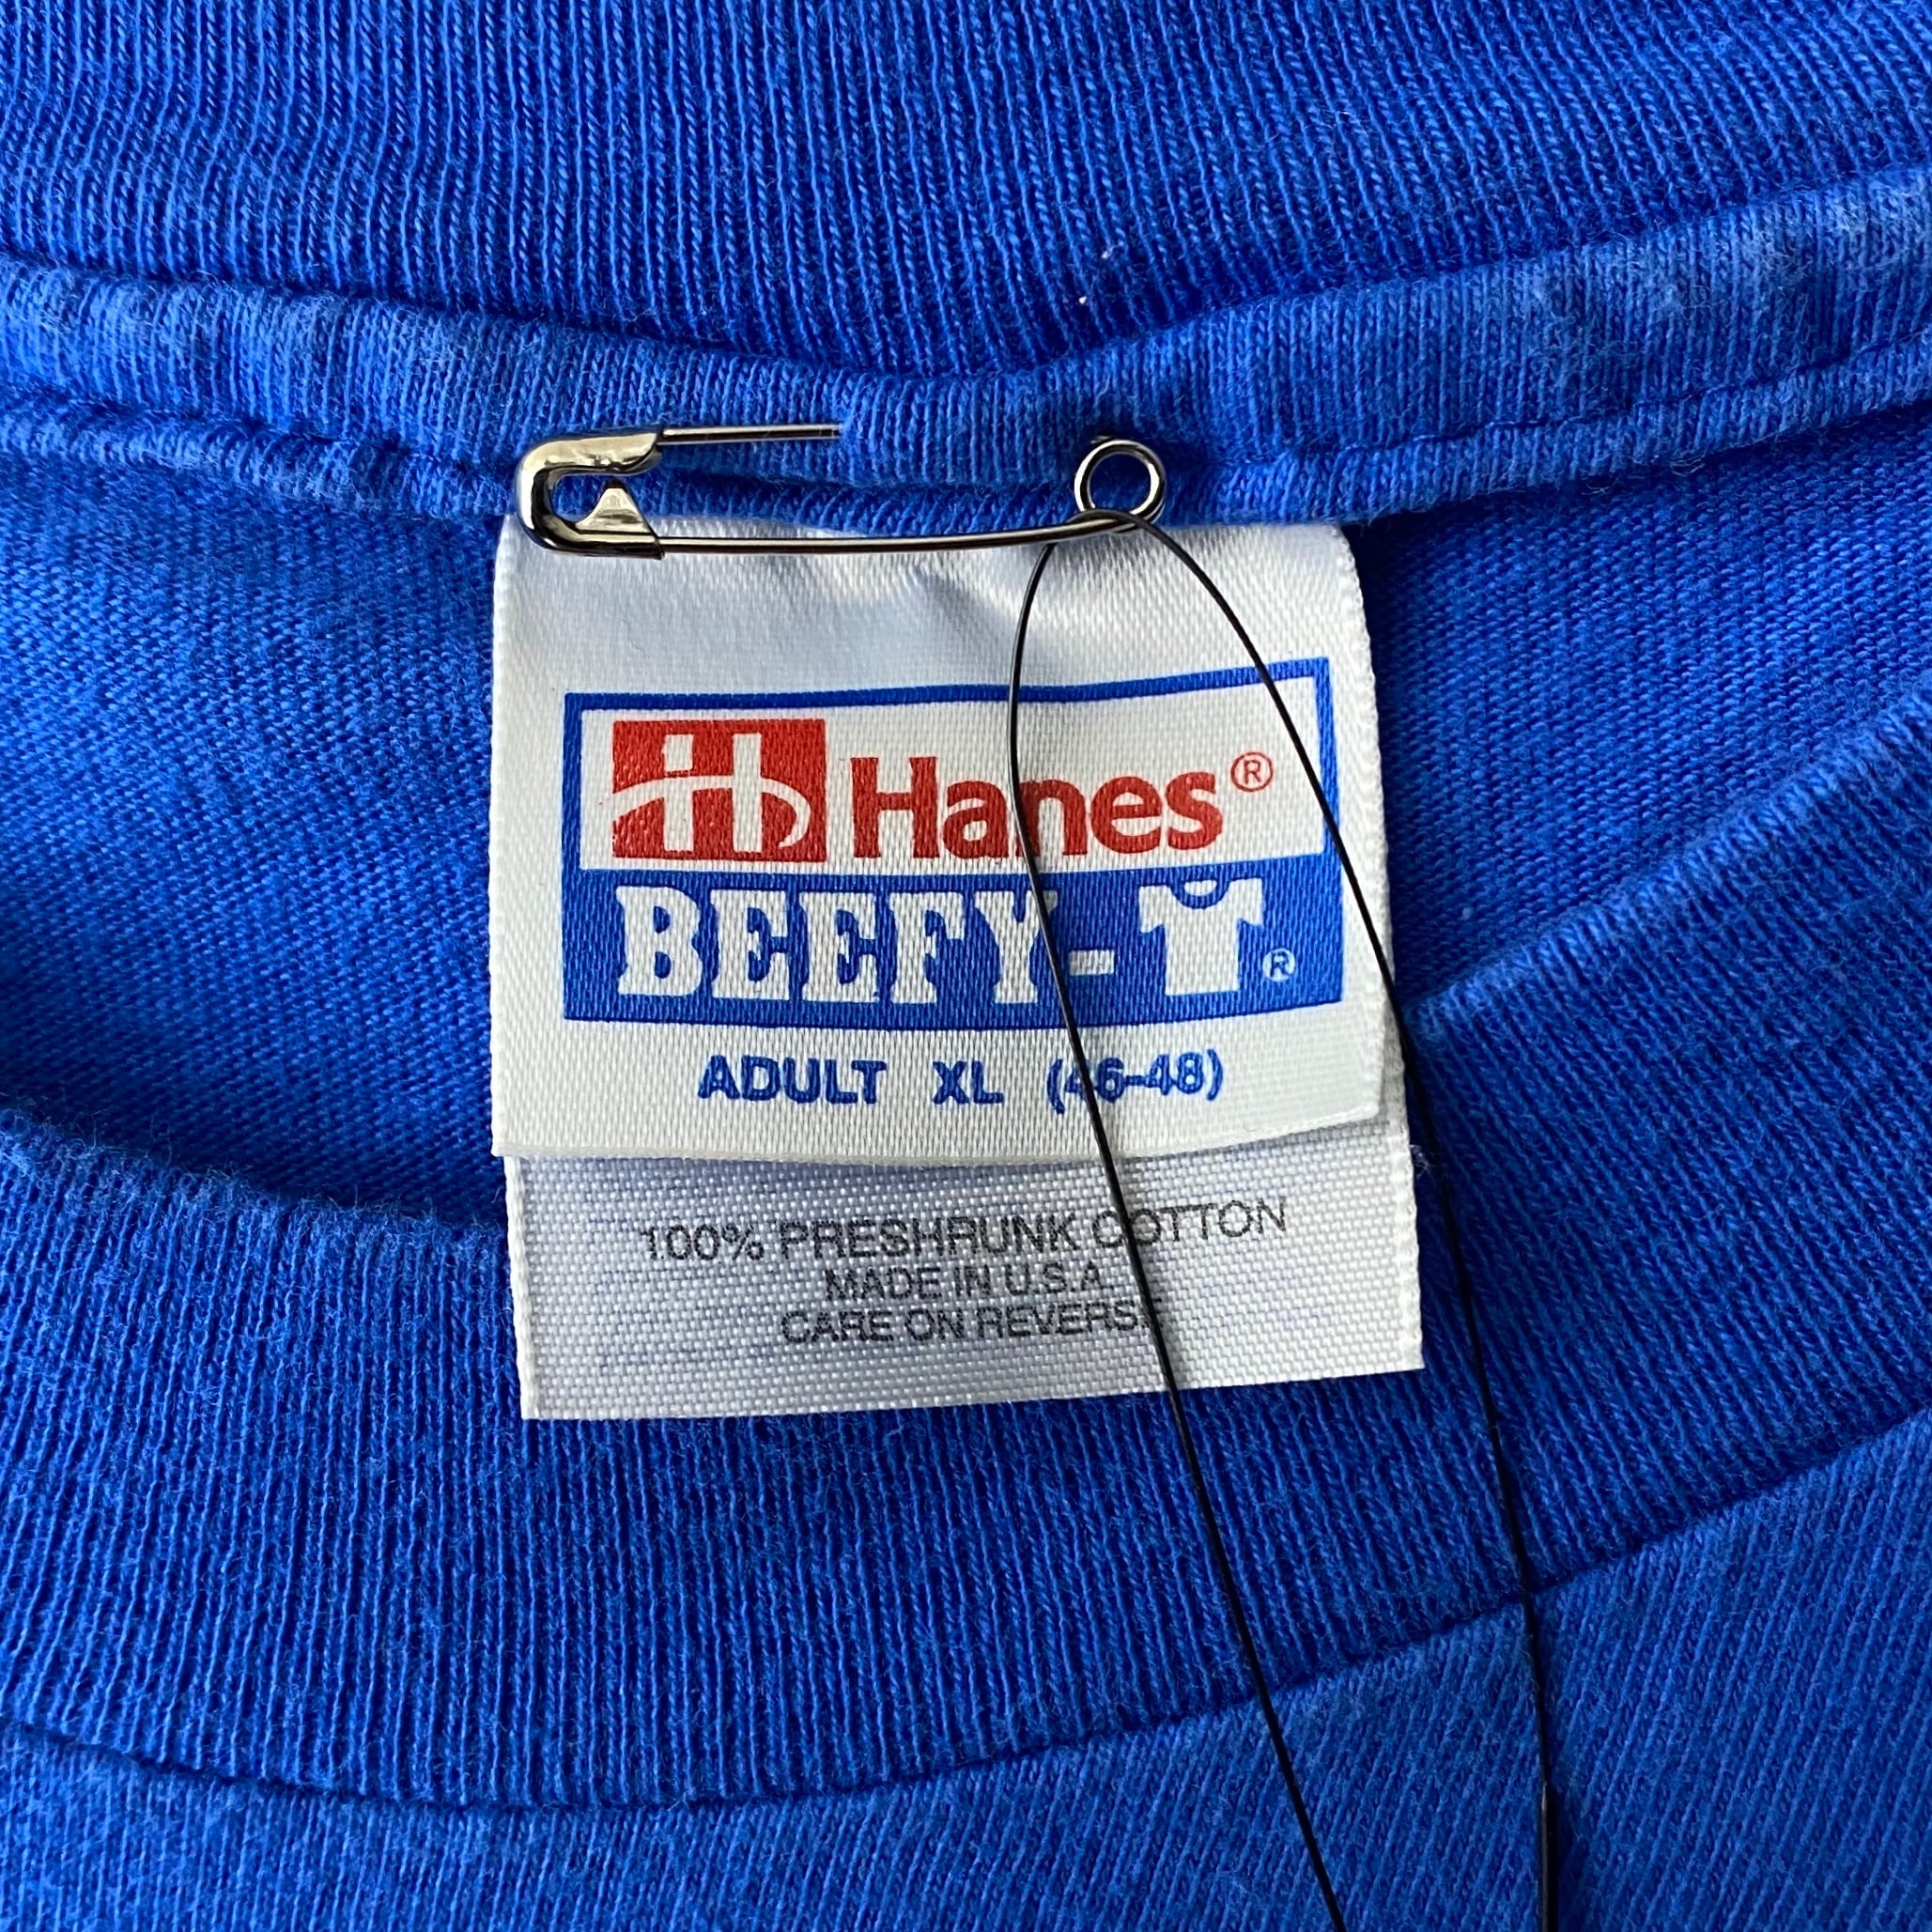 Hanes®
BEEFY-T®
ADULT XL (46-48)
100% PRESHRUNK COTTON
MADE IN U.S.A.
CARE ON REVERSE